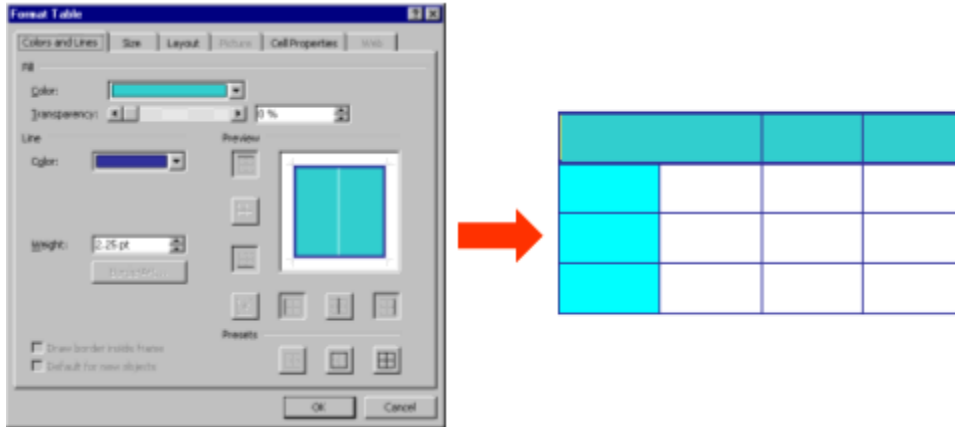 Format Table
Colors and Lines Size Layout Picture Cell Properties Web
Fill
Color:
Transparency: 0 %
Line Preview
Color:
Weight: 2.25 pt
Presets
Draw border inside frame
Default for new objects
OK Cancel